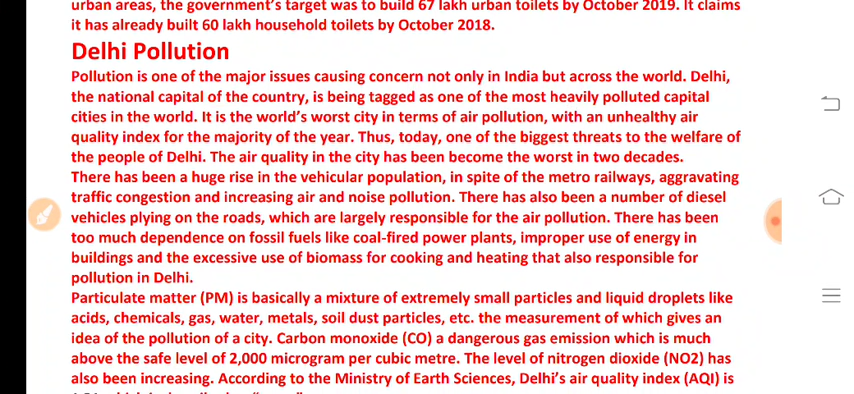 urban areas, the government's target was to build 67 lakh urban toilets by October 2019. It claims
it has already built 60 lakh household toilets by October 2018.
Delhi Pollution
Pollution is one of the major issues causing concern not only in India but across the world. Delhi,
the national capital of the country, is being tagged as one of the most heavily polluted capital
cities in the world. It is the world's worst city in terms of air pollution, with an unhealthy air
quality index for the majority of the year. Thus, today, one of the biggest threats to the welfare of
the people of Delhi. The air quality in the city has been become the worst in two decades.
There has been a huge rise in the vehicular population, in spite of the metro railways, aggravating
traffic congestion and increasing air and noise pollution. There has also been a number of diesel
vehicles plying on the roads, which are largely responsible for the air pollution. There has been
too much dependence on fossil fuels like coal-fired power plants, improper use of energy in
buildings and the excessive use of biomass for cooking and heating that also responsible for
pollution in Delhi.
Particulate matter (PM) is basically a mixture of extremely small particles and liquid droplets like
acids, chemicals, gas, water, metals, soil dust particles, etc. the measurement of which gives an
idea of the pollution of a city. Carbon monoxide (CO) a dangerous gas emission which is much
above the safe level of 2,000 microgram per cubic metre. The level of nitrogen dioxide (NO2) has
also been increasing. According to the Ministry of Earth Sciences, Delhi's air quality index (AQI) is